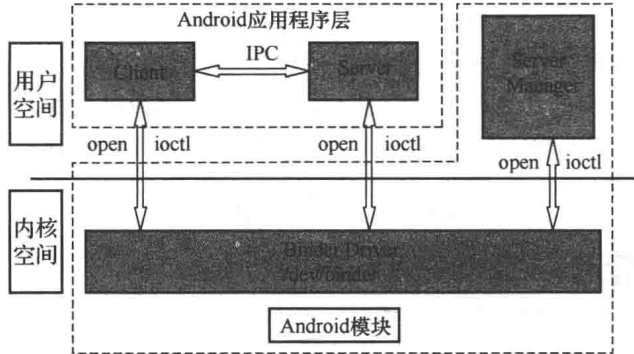 Android应用程序层
IPC
Client
Server
Server
Manager
用户
空间
open ioctl
open ioctl
open ioctl
内核
空间
Binder Driver
/dev/binder
Android模块